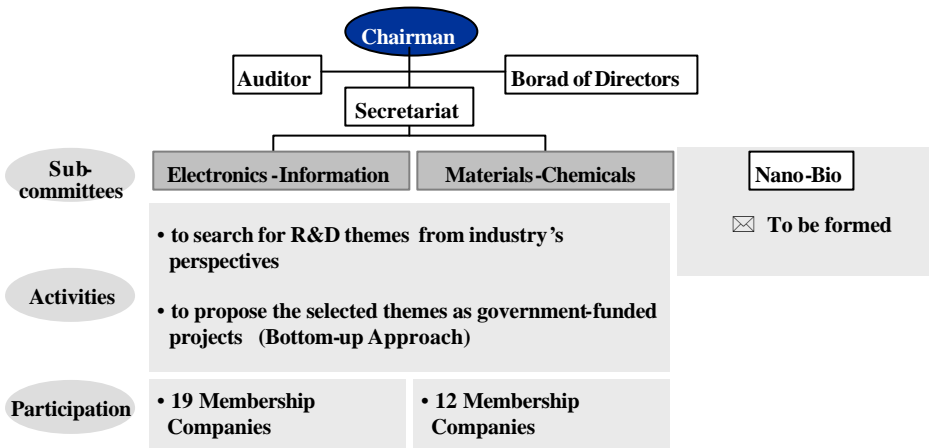 Chairman
Auditor
Borad of Directors
Secretariat
Sub-
committees
Electronics-Information
Materials-Chemicals
Nano-Bio
✉ To be formed
• to search for R&D themes from industry’s
perspectives
Activities
• to propose the selected themes as government-funded
projects (Bottom-up Approach)
Participation
• 19 Membership
Companies
• 12 Membership
Companies